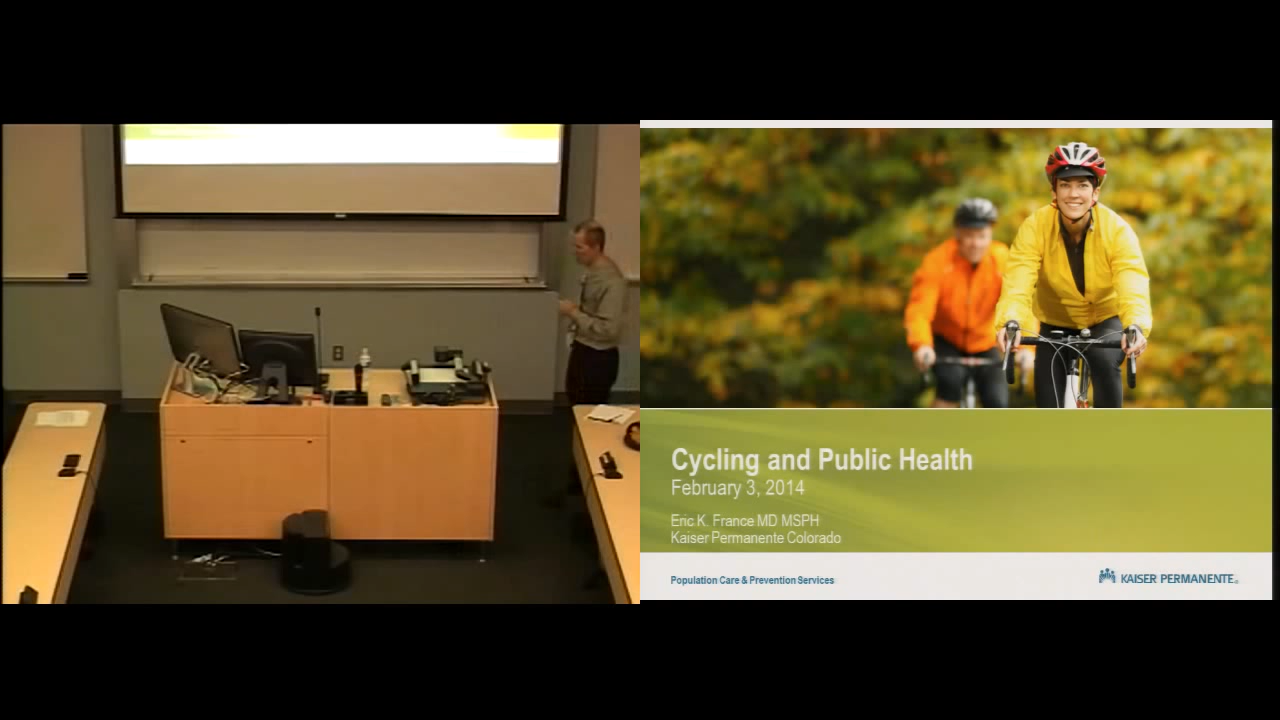 Cycling and Public Health
February 3, 2014
Eric K. France MD MSPH
Kaiser Permanente Colorado
Population Care & Prevention Services
KAISER PERMANENTE®